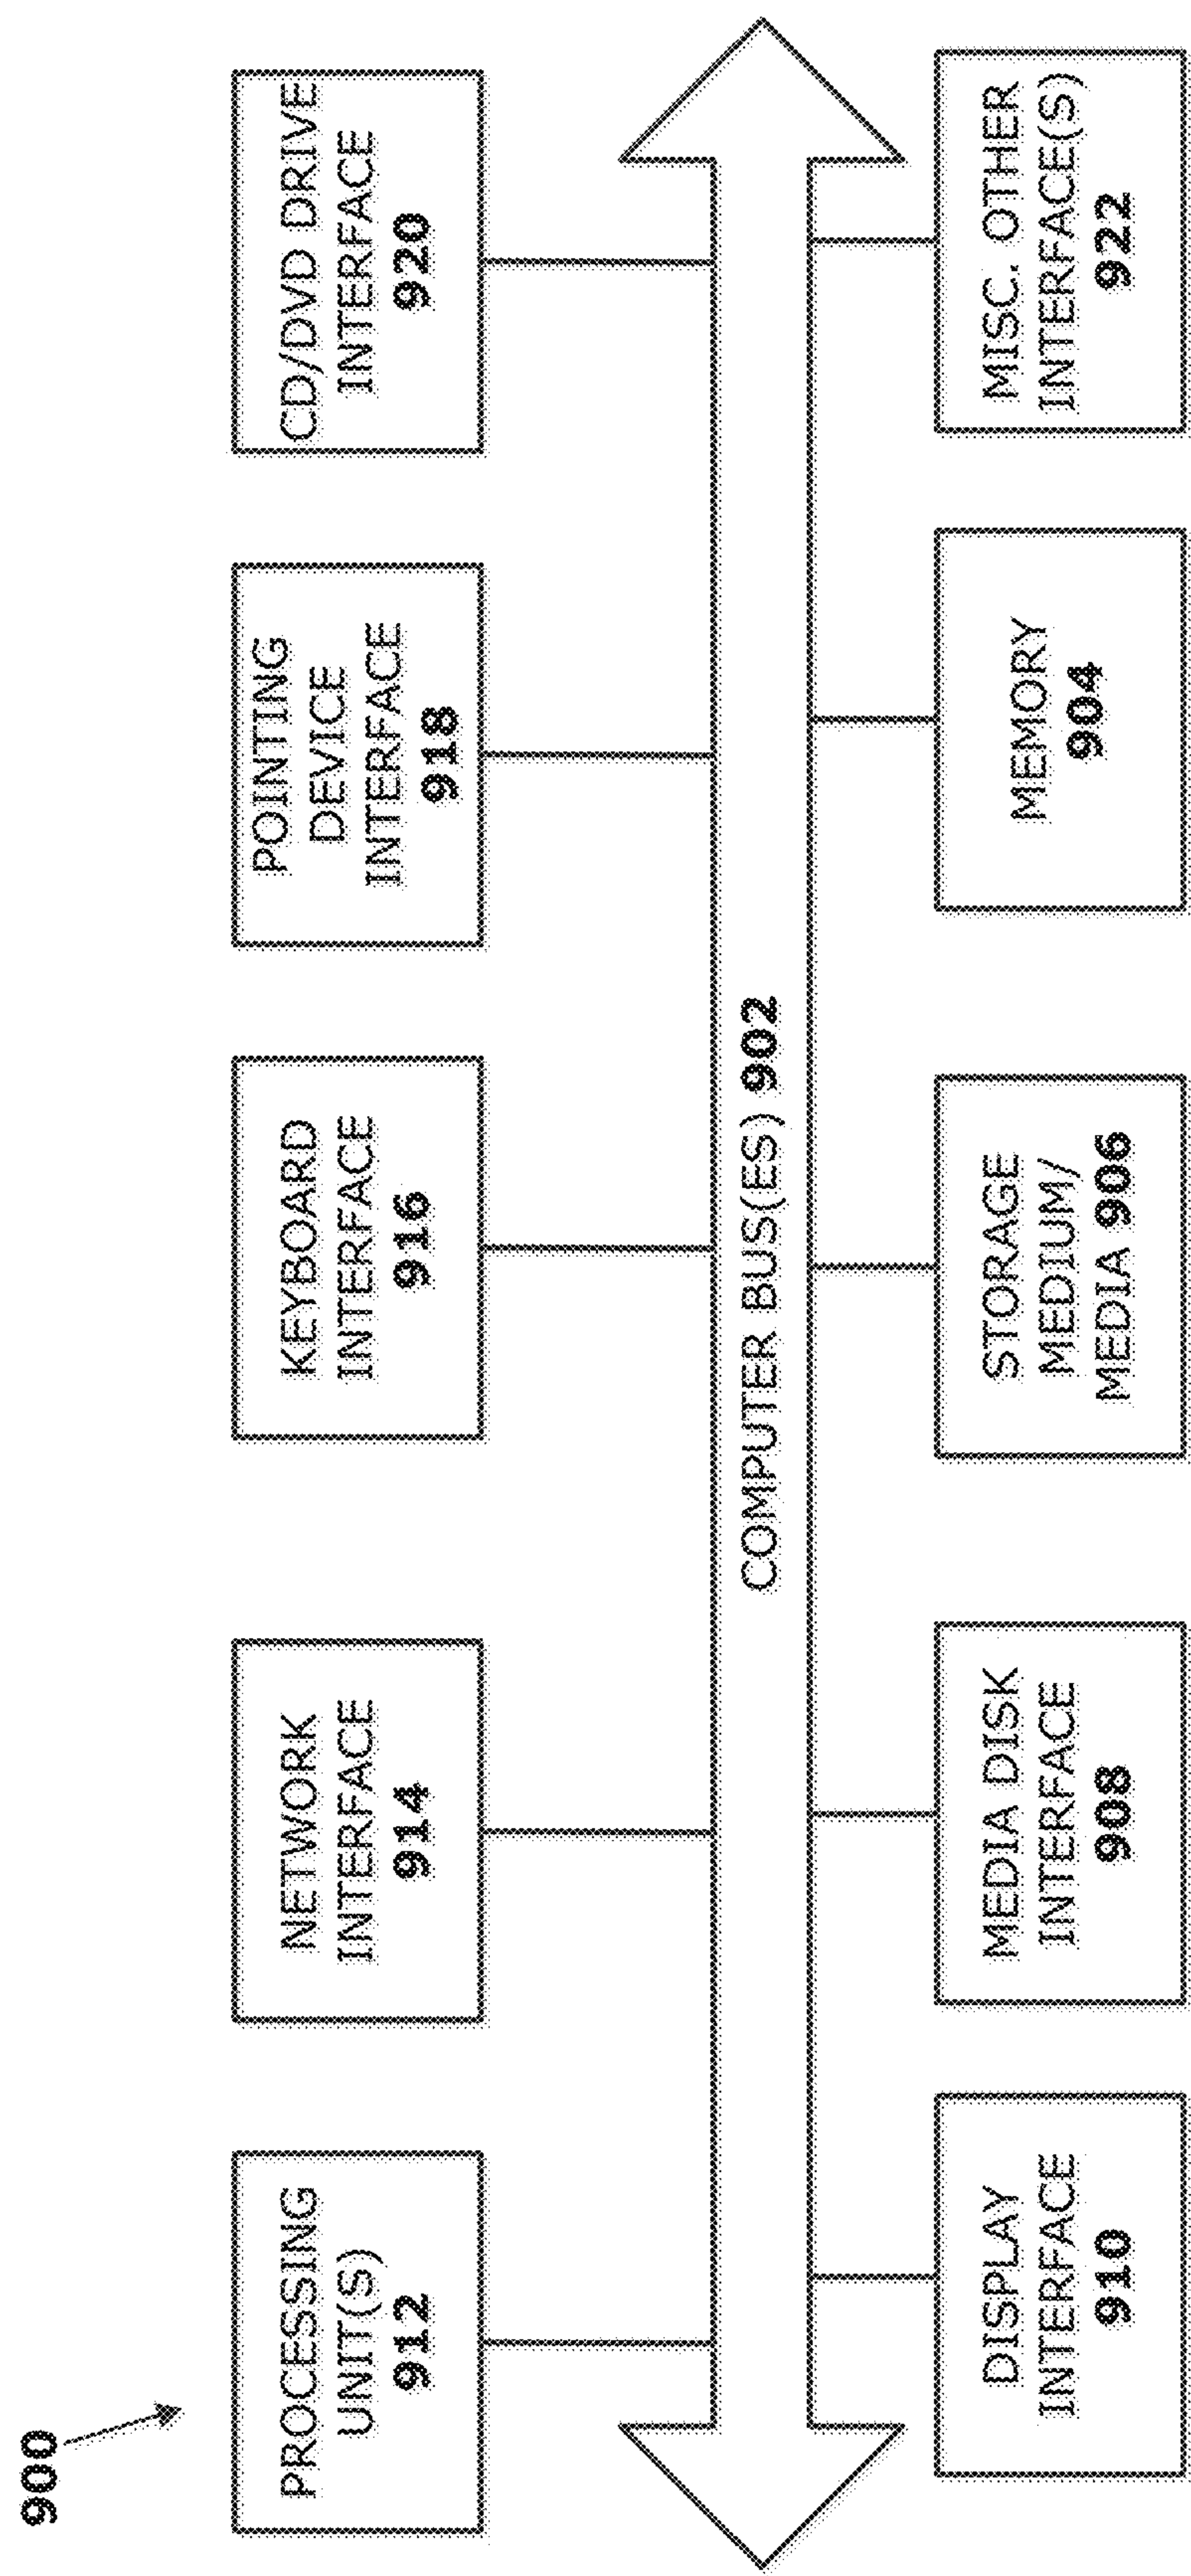 900
PROCESSING
UNIT(S)
912
NETWORK
INTERFACE
914
KEYBOARD
INTERFACE
916
POINTING
DEVICE
INTERFACE
918
CD/DVD DRIVE
INTERFACE
920
COMPUTER BUS(ES) 902
DISPLAY
INTERFACE
910
MEDIA DISK
INTERFACE
908
STORAGE
MEDIUM/
MEDIA 906
MEMORY
904
MISC. OTHER
INTERFACE(S)
922